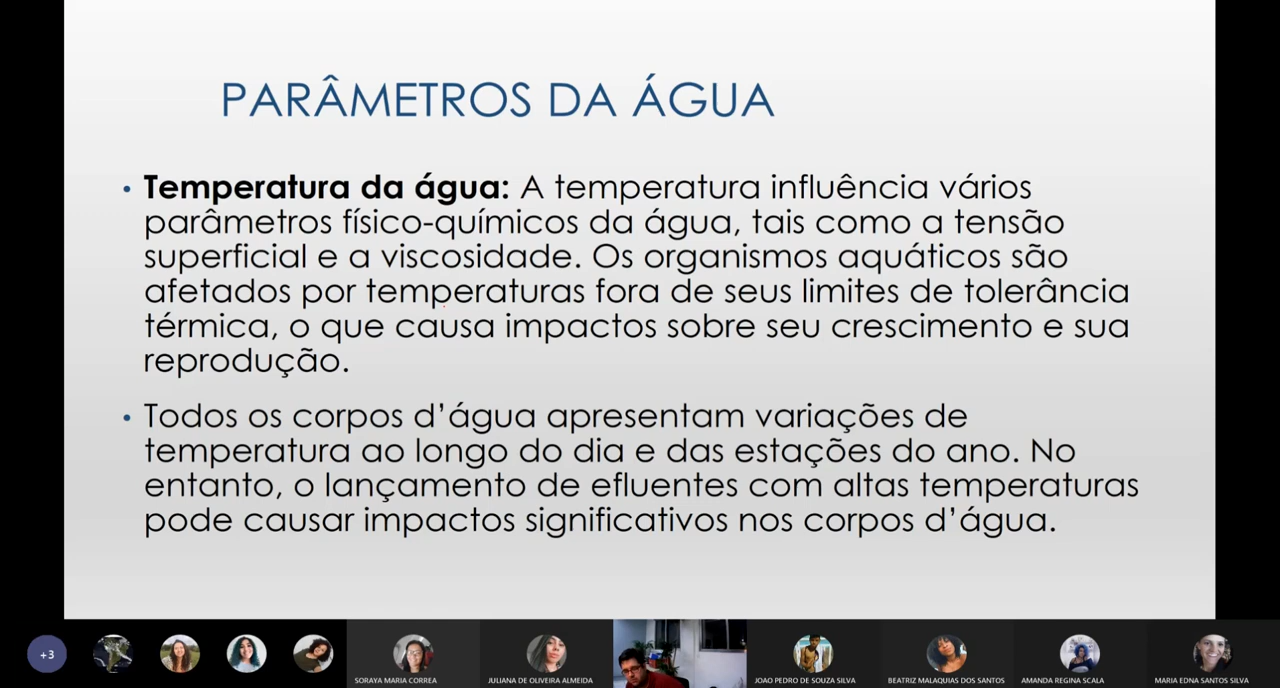 PARÂMETROS DA ÁGUA
• Temperatura da água: A temperatura influência vários
parâmetros físico-químicos da água, tais como a tensão
superficial e a viscosidade. Os organismos aquáticos são
afetados por temperaturas fora de seus limites de tolerância
térmica, o que causa impactos sobre seu crescimento e sua
reprodução.
• Todos os corpos d’água apresentam variações de
temperatura ao longo do dia e das estações do ano. No
entanto, o lançamento de efluentes com altas temperaturas
pode causar impactos significativos nos corpos d’água.
+3
SORAYA MARIA CORREA
JULIANA DE OLIVEIRA ALMEIDA
JOAO PEDRO DE SOUZA SILVA
BEATRIZ MALAQUIAS DOS SANTOS
AMANDA REGINA SCALA
MARIA EDNA SANTOS SILVA